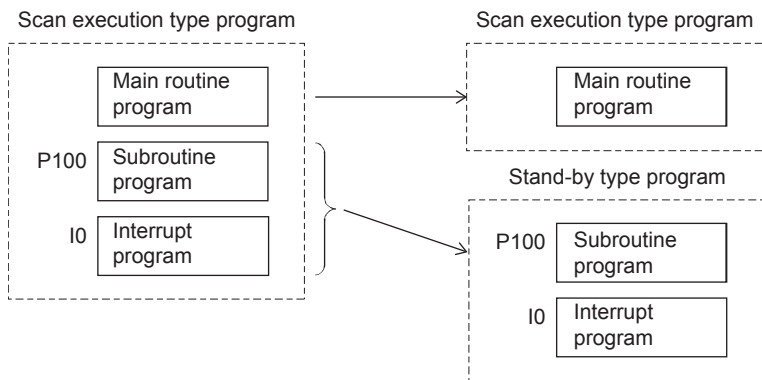 Scan execution type program
Main routine
program
P100
Subroutine
program
I0
Interrupt
program
Scan execution type program
Main routine
program
Stand-by type program
P100
Subroutine
program
I0
Interrupt
program